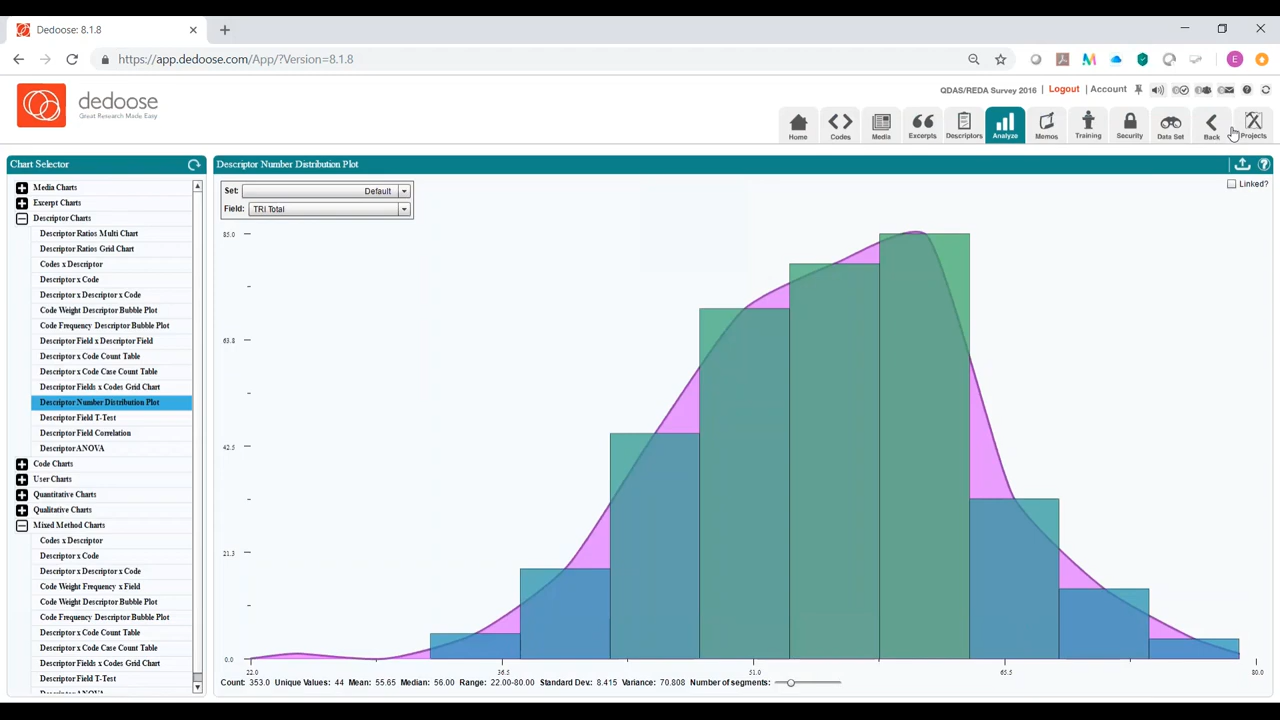 Dedoose: 8.1.8
https://app.dedoose.com/App/?Version=8.1.8
E
dedoose
Great Research Made Easy
QDAS/REDA Survey 2016 | Logout | Account
Home Codes Media Excerpts Descriptors Analyze Memos Training Security Data Set Back Projects
Chart Selector
Media Charts
Excerpt Charts
Descriptor Charts
Descriptor Ratios Multi Chart
Descriptor Ratios Grid Chart
Codes x Descriptor
Descriptor x Code
Descriptor x Descriptor x Code
Code Weight Descriptor Bubble Plot
Code Frequency Descriptor Bubble Plot
Descriptor Field x Descriptor Field
Descriptor x Code Count Table
Descriptor x Code Case Count Table
Descriptor Fields x Codes Grid Chart
Descriptor Number Distribution Plot
Descriptor Field T-Test
Descriptor Field Correlation
Descriptor ANOVA
Code Charts
User Charts
Quantitative Charts
Qualitative Charts
Mixed Method Charts
Codes x Descriptor
Descriptor x Code
Descriptor x Descriptor x Code
Code Weight Frequency x Field
Code Weight Descriptor Bubble Plot
Code Frequency Descriptor Bubble Plot
Descriptor x Code Count Table
Descriptor x Code Case Count Table
Descriptor Fields x Codes Grid Chart
Descriptor Field T-Test
Descriptor ANOVA
Descriptor Number Distribution Plot
Linked?
Set: Default
Field: TRI Total
85.0
63.8
42.5
21.3
0.0
22.0 36.5 51.0 65.5 80.0
Count: 353.0 Unique Values: 44 Mean: 55.65 Median: 56.00 Range: 22.00-80.00 Standard Dev: 8.415 Variance: 70.808 Number of segments: